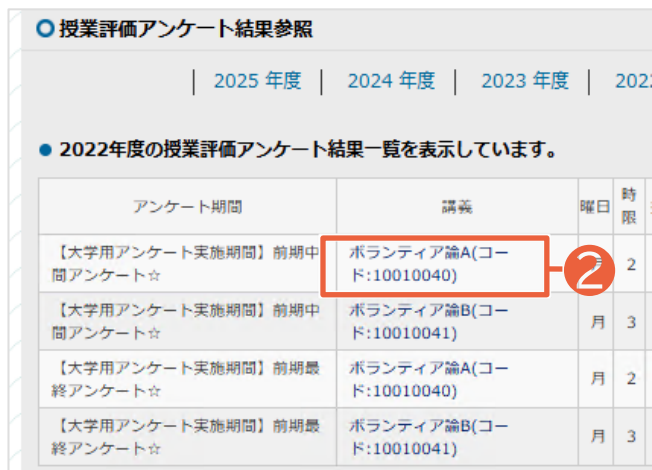 授業評価アンケート結果参照
| 2025 年度 | 2024 年度 | 2023 年度 | 202
● 2022年度の授業評価アンケート結果一覧を表示しています。
アンケート期間 講義 曜日 時限
【大学用アンケート実施期間】前期中 ボランティア論A(コー 2 2
間アンケート☆ ド:10010040)
【大学用アンケート実施期間】前期中 ボランティア論B(コー 月 3
間アンケート☆ ド:10010041)
【大学用アンケート実施期間】前期最 ボランティア論A(コー 月 2
終アンケート☆ ド:10010040)
【大学用アンケート実施期間】前期最 ボランティア論B(コー 月 3
終アンケート☆ ド:10010041)